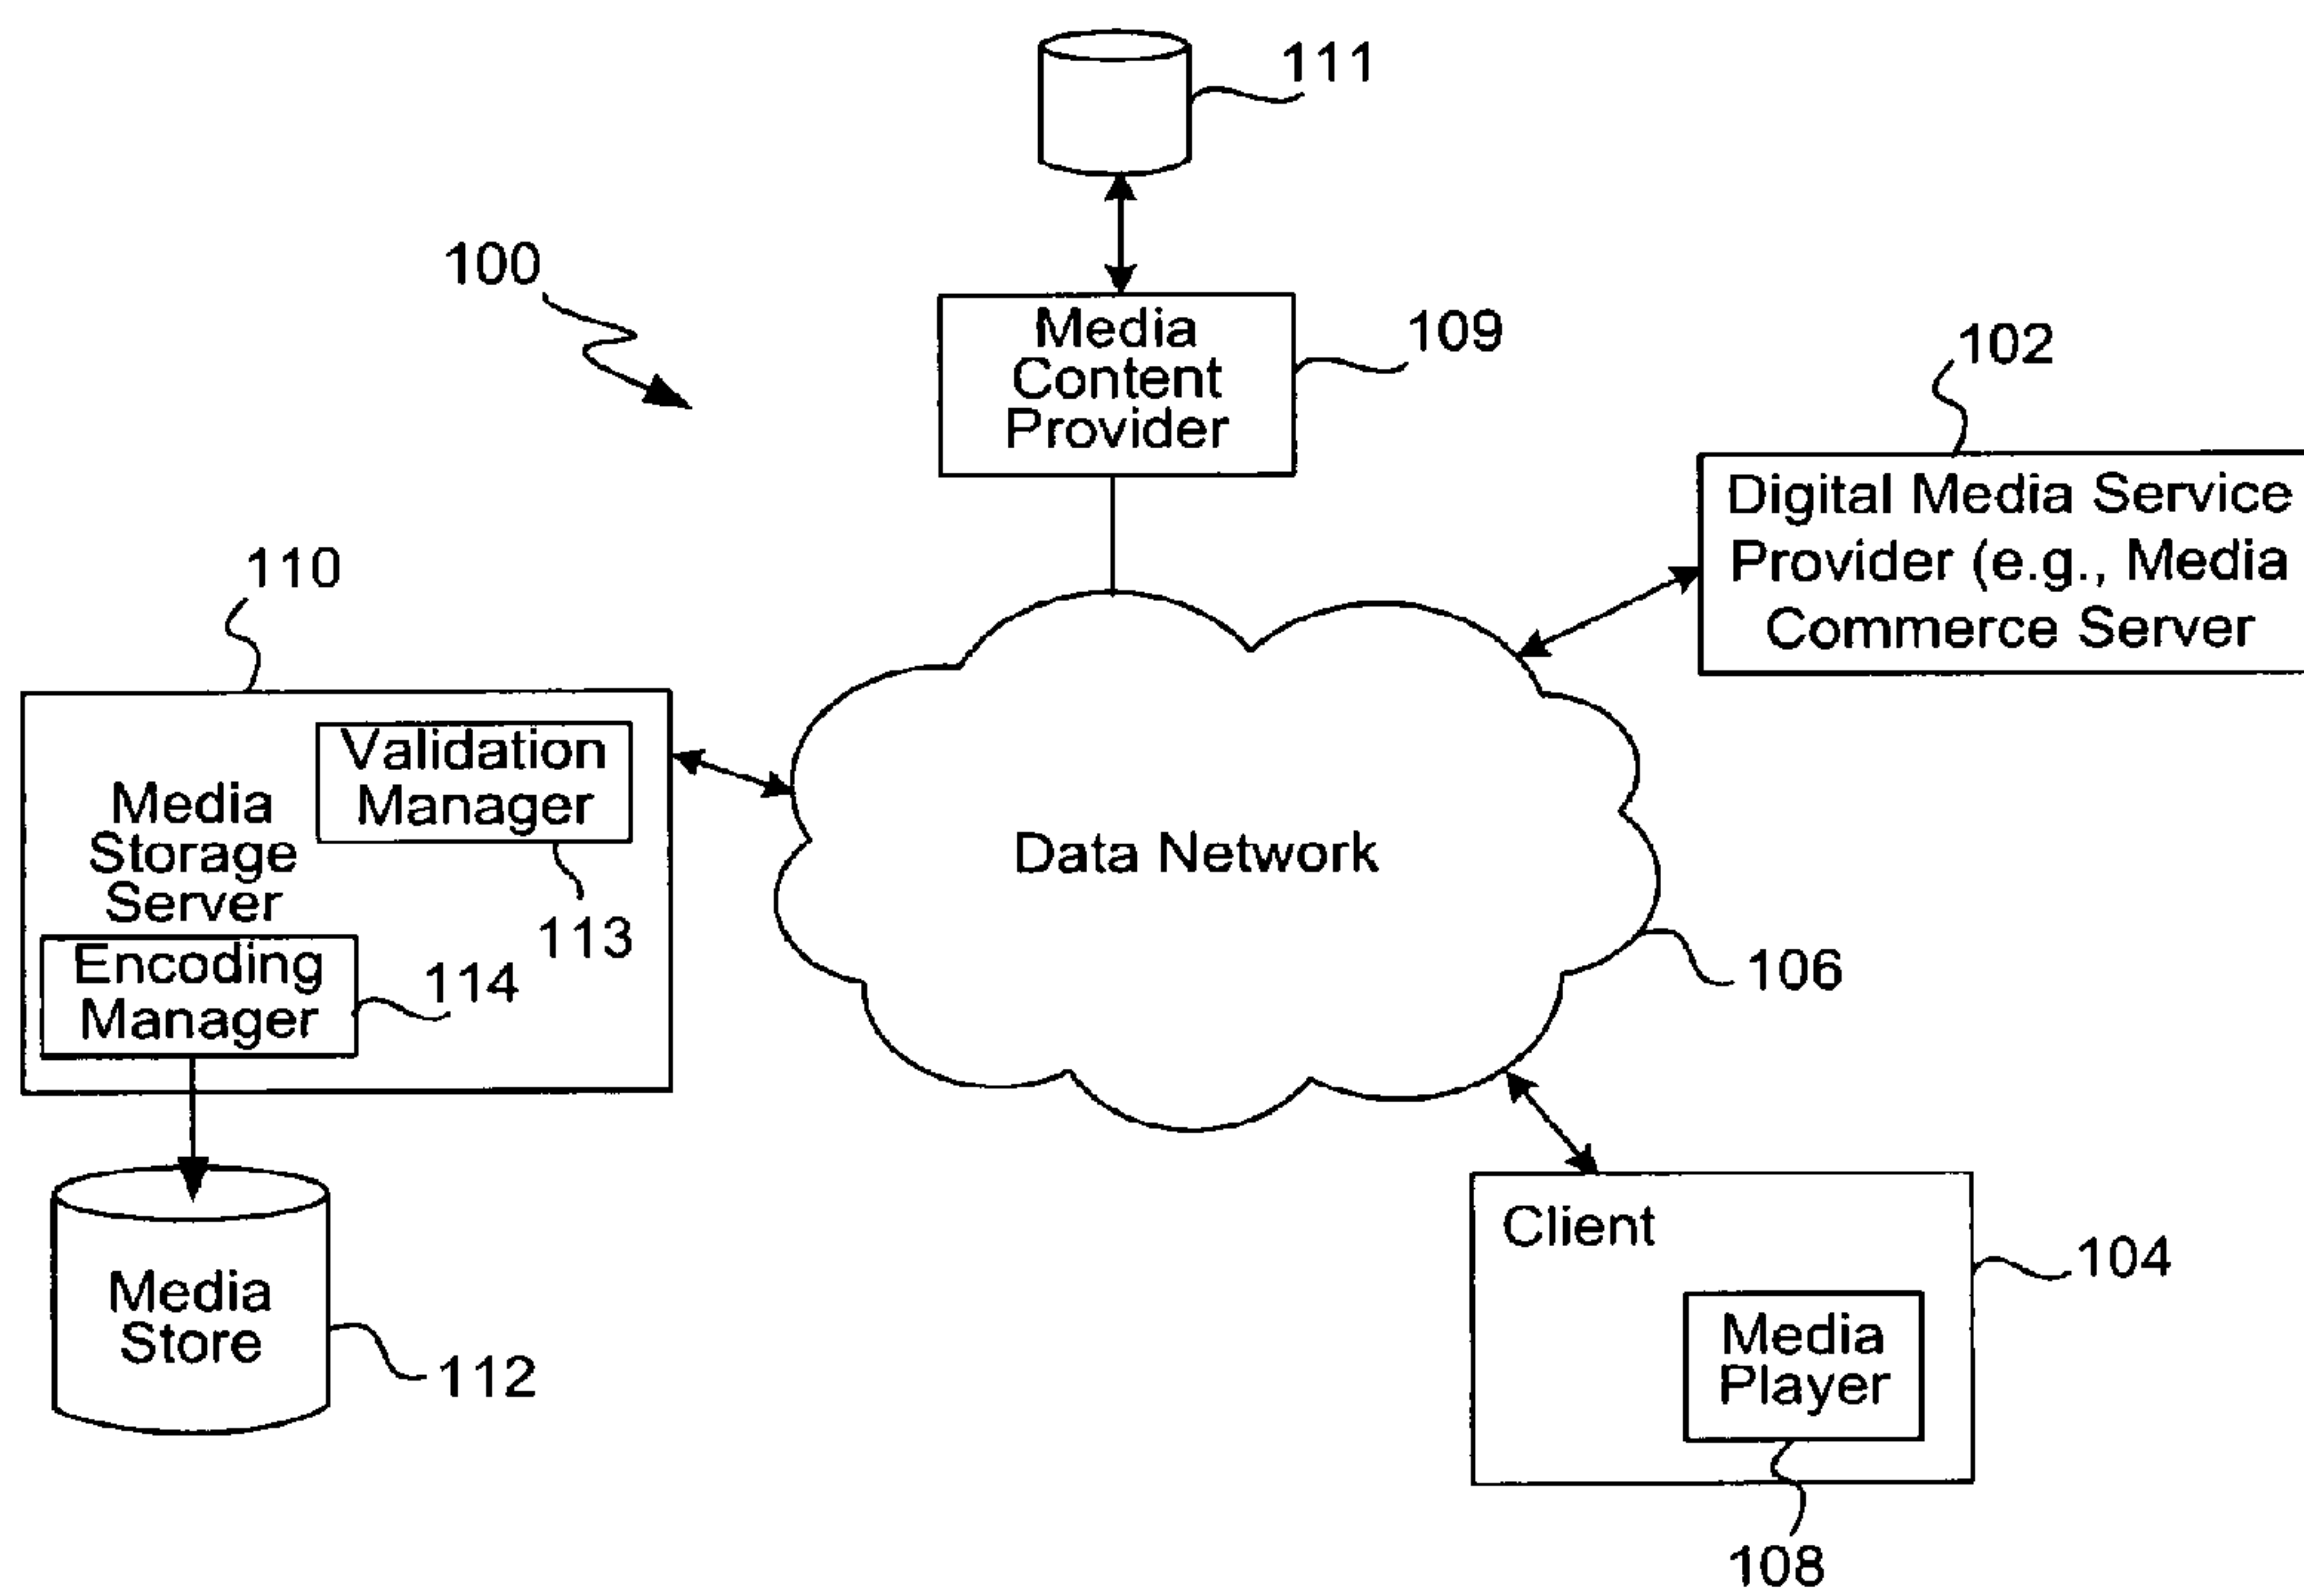 111
100
Media
Content
Provider
109
102
Digital Media Service
Provider (e.g., Media
Commerce Server
110
Validation
Manager
113
Media
Storage
Server
Encoding
Manager
114
Data Network
106
Media
Store
112
Client
104
Media
Player
108